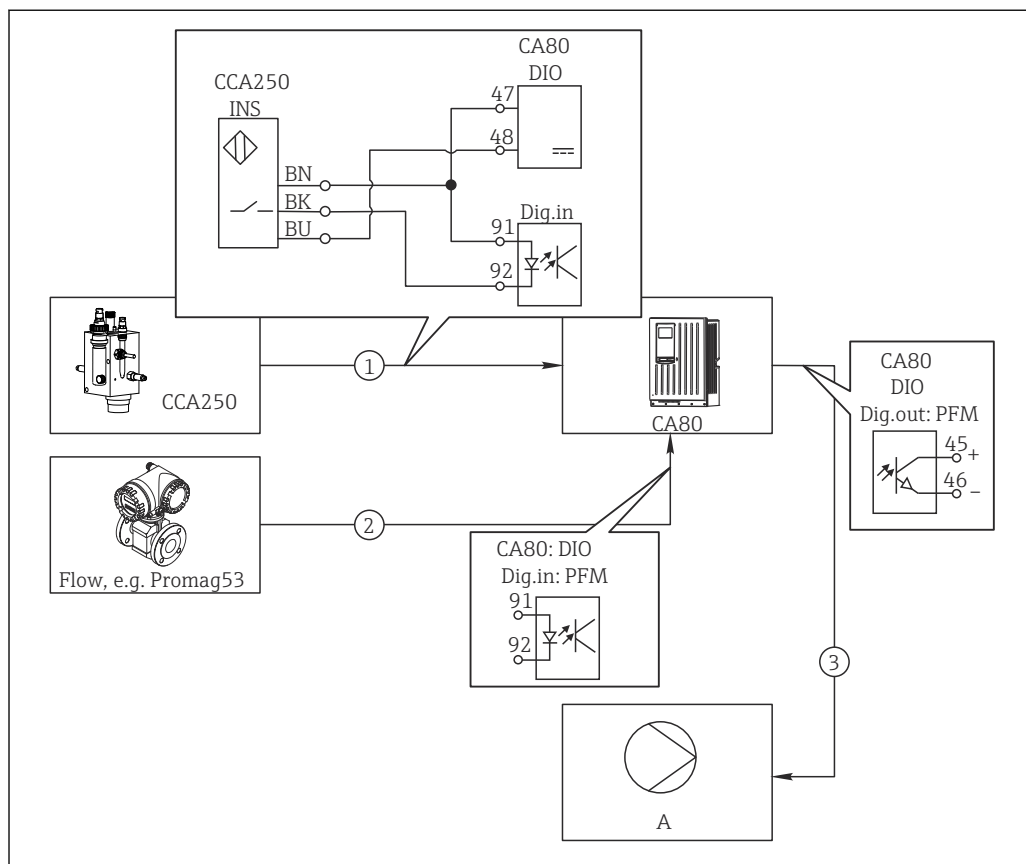 CA80
DIO
CCA250
INS
47
48
BN
BK
BU
Dig.in
91
92
1
CCA250
CA80
CA80
DIO
Dig.out: PFM
45 +
46 −
2
Flow, e.g. Promag53
CA80: DIO
Dig.in: PFM
91
92
3
A